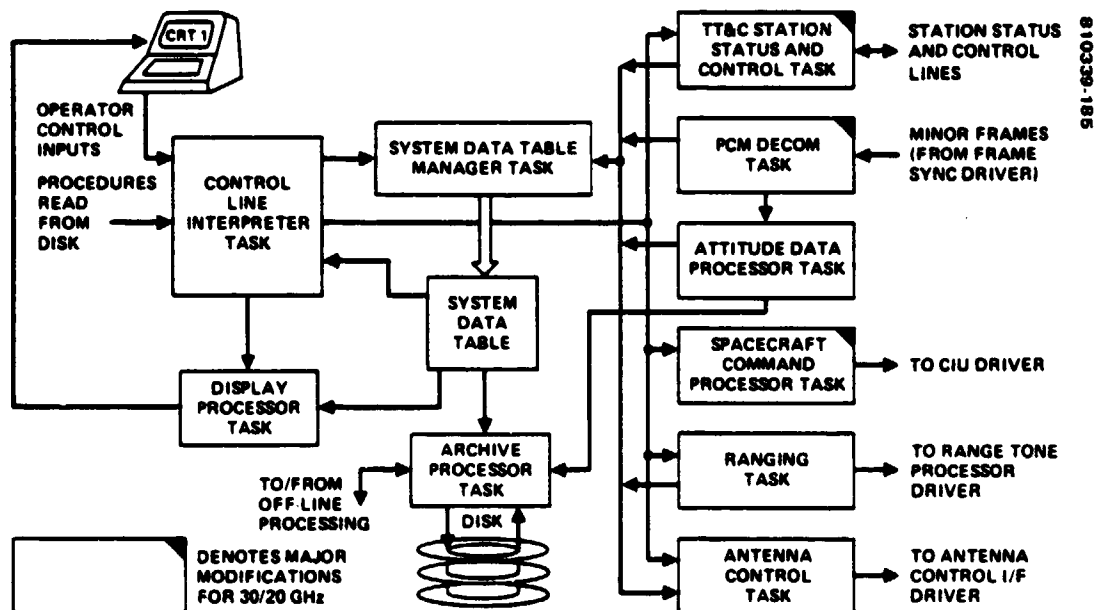 CRT 1
OPERATOR
CONTROL
INPUTS
PROCEDURES
READ
FROM
DISK
CONTROL
LINE
INTERPRETER
TASK
SYSTEM DATA TABLE
MANAGER TASK
SYSTEM
DATA
TABLE
DISPLAY
PROCESSOR
TASK
ARCHIVE
PROCESSOR
TASK
TO/FROM
OFF-LINE
PROCESSING
DISK
DENOTES MAJOR
MODIFICATIONS
FOR 30/20 GHz
TT&C STATION
STATUS AND
CONTROL TASK
STATION STATUS
AND CONTROL
LINES
PCM DECOM
TASK
MINOR FRAMES
(FROM FRAME
SYNC DRIVER)
ATTITUDE DATA
PROCESSOR TASK
SPACECRAFT
COMMAND
PROCESSOR TASK
TO CIU DRIVER
RANGING
TASK
TO RANGE TONE
PROCESSOR
DRIVER
ANTENNA
CONTROL
TASK
TO ANTENNA
CONTROL I/F
DRIVER
810339-185